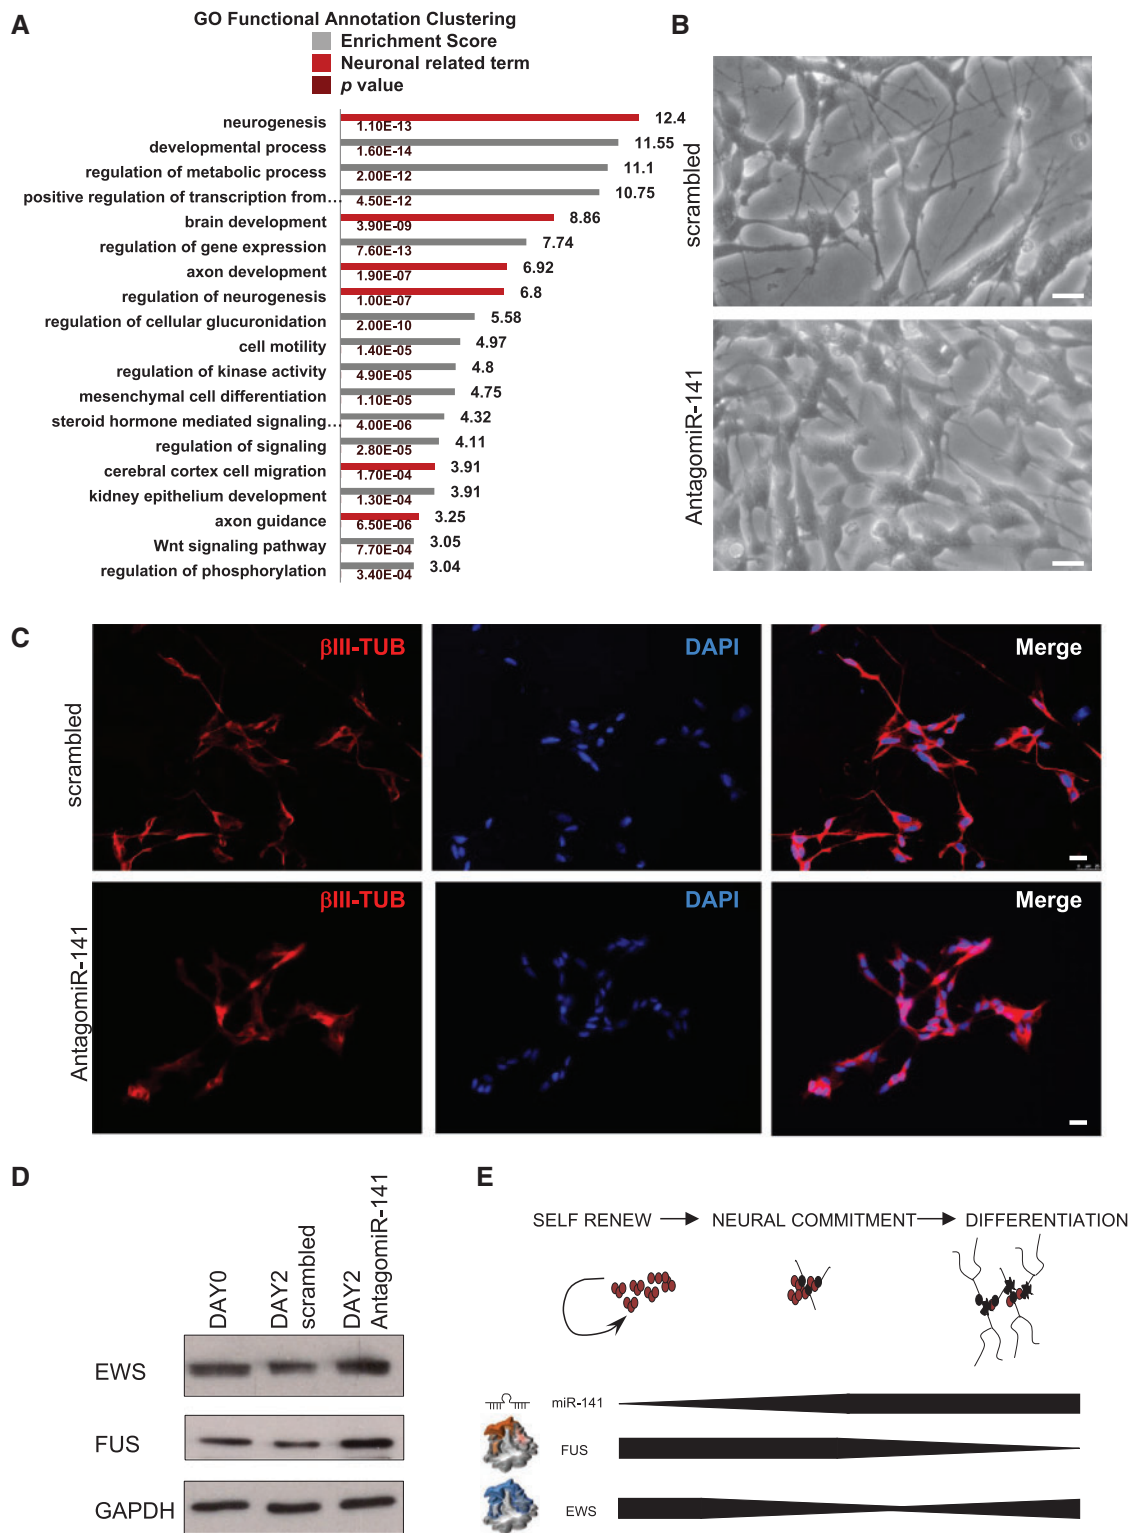 A
GO Functional Annotation Clustering
Enrichment Score
Neuronal related term
p value
neurogenesis 12.4
1.10E-13
developmental process 11.55
1.60E-14
regulation of metabolic process 11.1
2.00E-12
positive regulation of transcription from... 10.75
4.50E-12
brain development 8.86
3.90E-09
regulation of gene expression 7.74
7.60E-13
axon development 6.92
1.90E-07
regulation of neurogenesis 6.8
1.00E-07
regulation of cellular glucuronidation 5.58
2.00E-10
cell motility 4.97
1.40E-05
regulation of kinase activity 4.8
4.90E-05
mesenchymal cell differentiation 4.75
1.10E-05
steroid hormone mediated signaling... 4.32
4.00E-06
regulation of signaling 4.11
2.80E-05
cerebral cortex cell migration 3.91
1.70E-04
kidney epithelium development 3.91
1.30E-04
axon guidance 3.25
6.50E-06
Wnt signaling pathway 3.05
7.70E-04
regulation of phosphorylation 3.04
3.40E-04
B
scrambled
AntagomiR-141
C
scrambled
βIII-TUB
DAPI
Merge
AntagomiR-141
βIII-TUB
DAPI
Merge
D
DAY0
DAY2
scrambled
DAY2
AntagomiR-141
EWS
FUS
GAPDH
E
SELF RENEW
NEURAL COMMITMENT
DIFFERENTIATION
miR-141
FUS
EWS